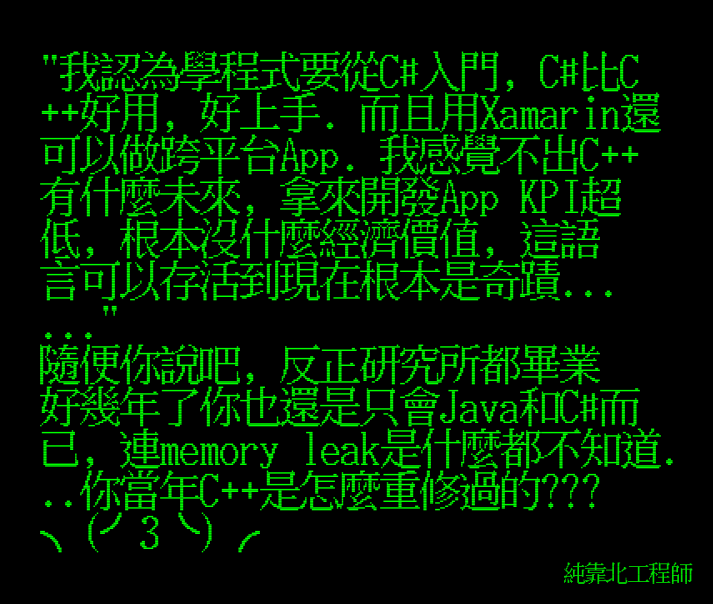 "我認為學程式要從C#入門, C#比C
++好用, 好上手. 而且用Xamarin還
可以做跨平台App. 我感覺不出C++
有什麼未來, 拿來開發App KPI超
低, 根本沒什麼經濟價值, 這語
言可以存活到現在根本是奇蹟...
..."
隨便你說吧, 反正研究所都畢業
好幾年了你也還是只會Java和C#而
已, 連memory leak是什麼都不知道.
..你當年C++是怎麼重修過的???
╮(╯3╰)╭
純靠北工程師